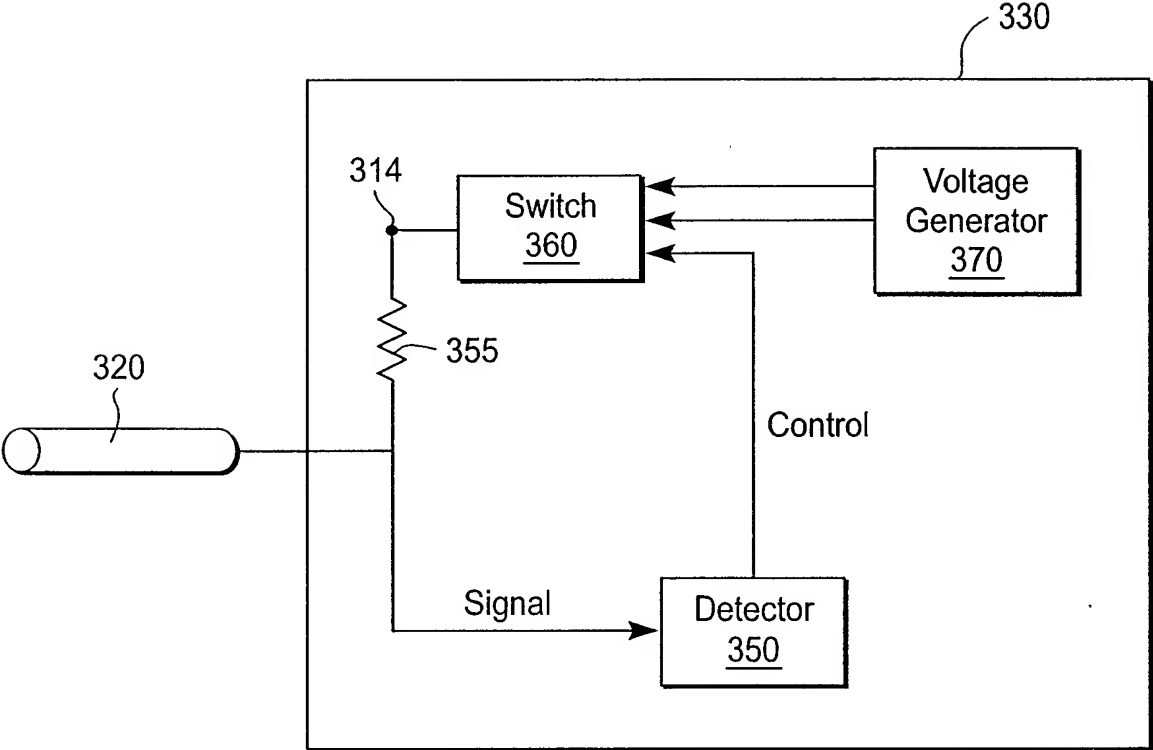 330
314
Switch
360
Voltage
Generator
370
355
320
Control
Signal
Detector
350